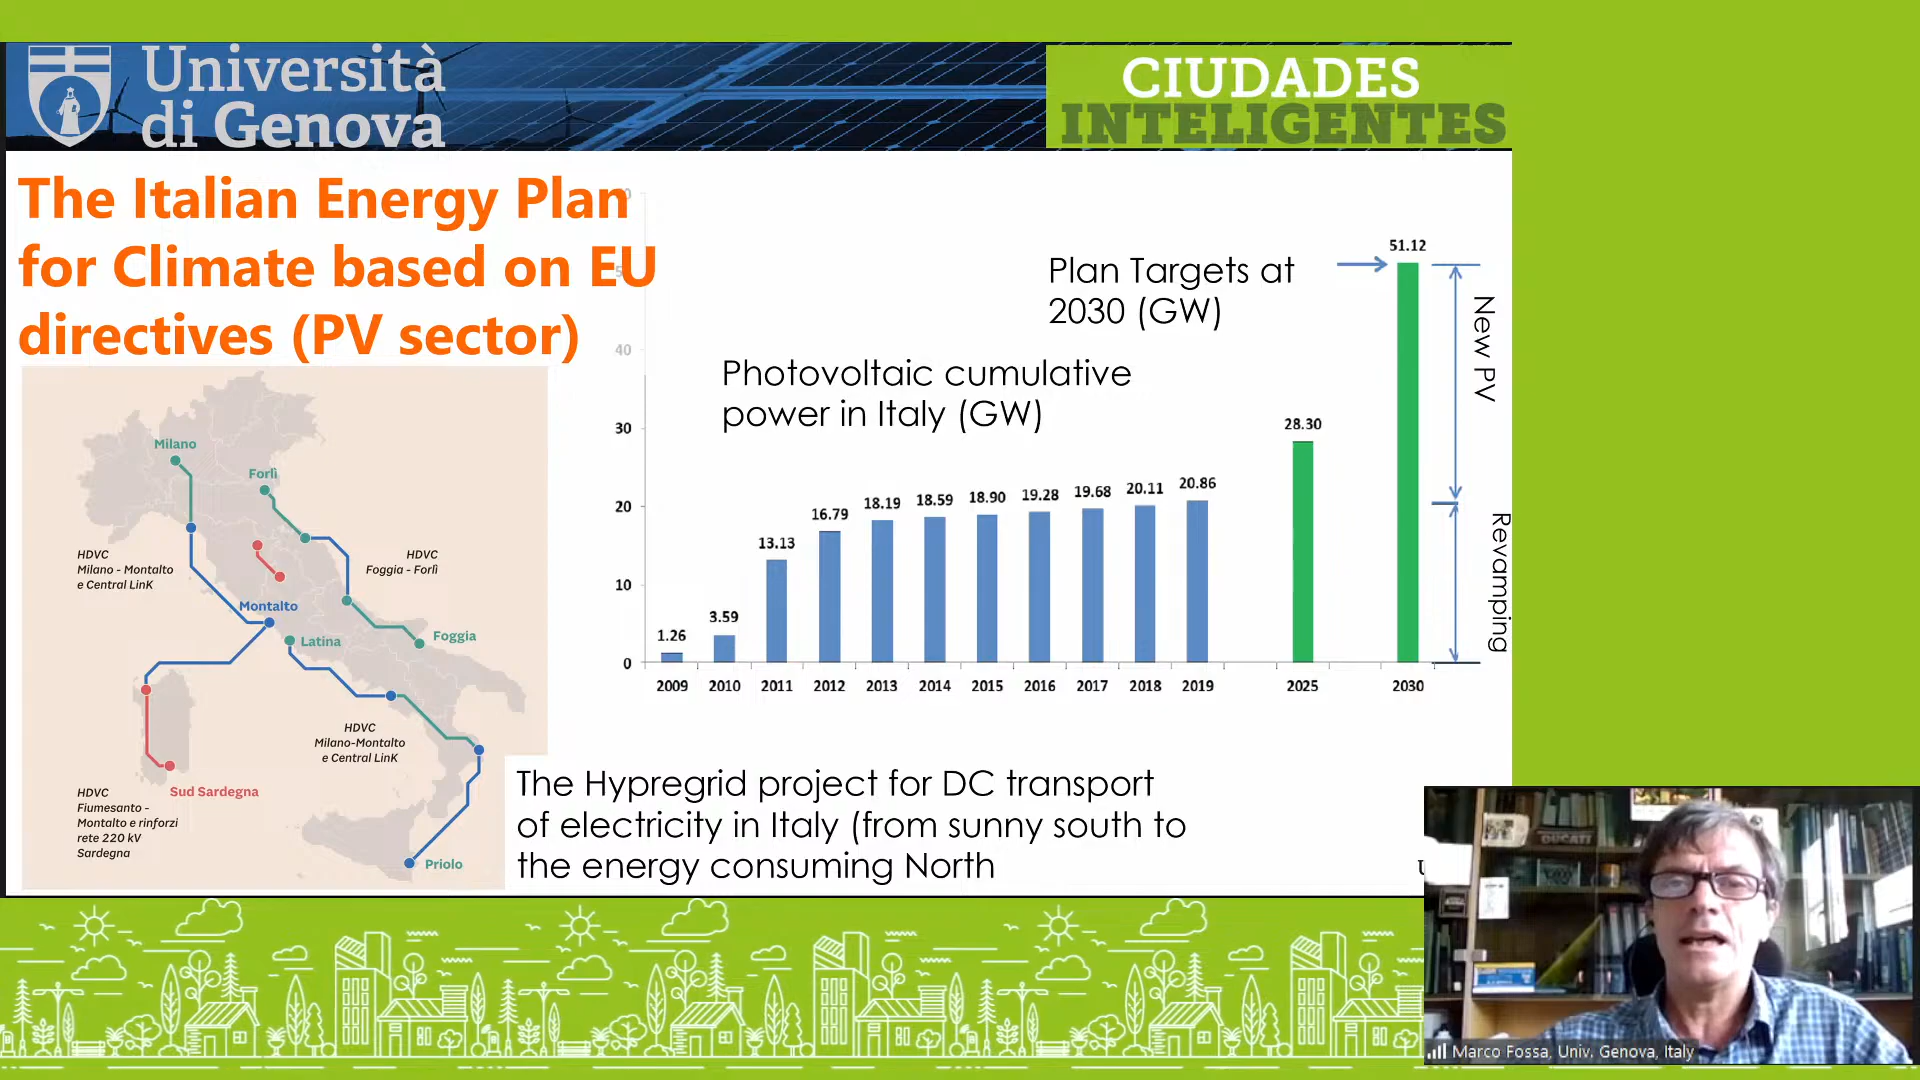 Università
di Genova
CIUDADES
INTELIGENTES
The Italian Energy Plan
for Climate based on EU
directives (PV sector)
Milano
Forlì
HDVC
Milano - Montalto
e Central LinK
HDVC
Foggia - Forlì
Montalto
Latina
Foggia
HDVC
Milano-Montalto
e Central LinK
Sud Sardegna
HDVC
Fiumesanto -
Montalto e rinforzi
rete 220 kV
Sardegna
Priolo
Plan Targets at
2030 (GW)
Photovoltaic cumulative
power in Italy (GW)
40
30
20
10
0
1.26
3.59
13.13
16.79
18.19
18.59
18.90
19.28
19.68
20.11
20.86
28.30
51.12
2009 2010 2011 2012 2013 2014 2015 2016 2017 2018 2019 2025 2030
New PV
Revamping
The Hypregrid project for DC transport
of electricity in Italy (from sunny south to
the energy consuming North
DUCATI
Marco Fossa, Univ. Genova, Italy